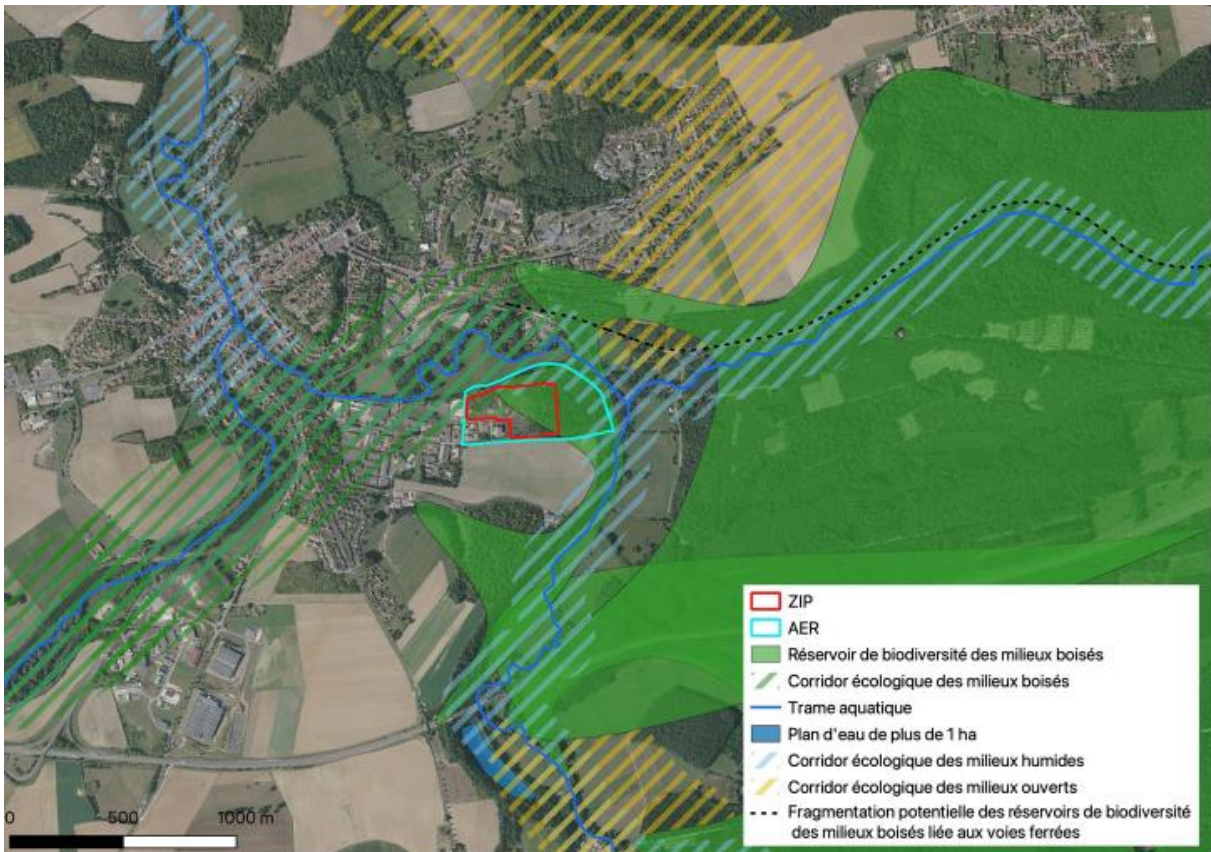 ZIP
AER
Réservoir de biodiversité des milieux boisés
Corridor écologique des milieux boisés
Trame aquatique
Plan d'eau de plus de 1 ha
Corridor écologique des milieux humides
Corridor écologique des milieux ouverts
Fragmentation potentielle des réservoirs de biodiversité
des milieux boisés liée aux voies ferrées
0 500 1000 m